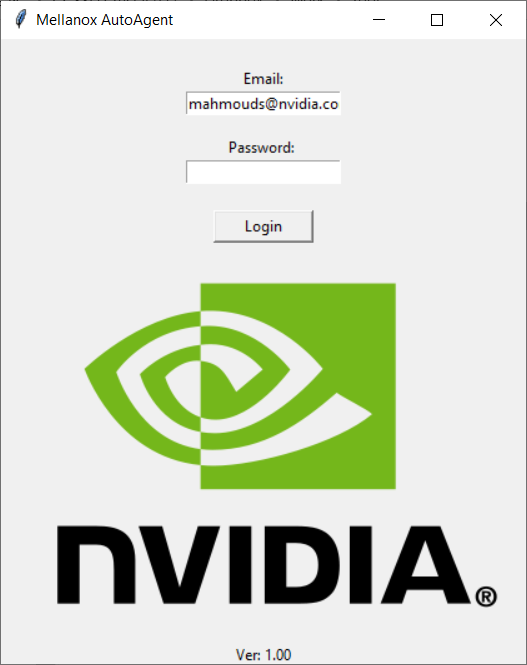 Mellanox AutoAgent
Email:
mahmouds@nvidia.co
Password:
Login
NVIDIA®
Ver: 1.00